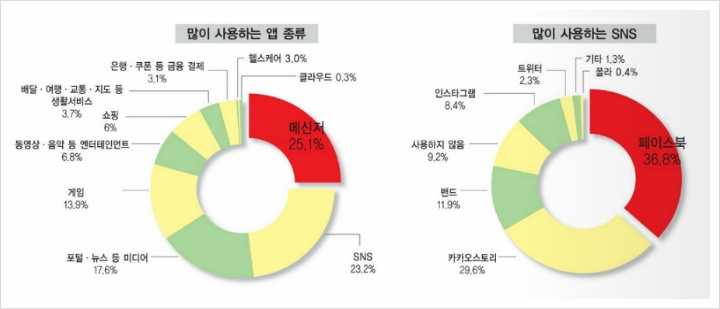 많이 사용하는 앱 종류
은행·쿠폰 등 금융 결제
3.1%
헬스케어 3.0%
클라우드 0.3%
배달·여행·교통·지도 등
생활서비스
3.7%
쇼핑
6%
동영상·음악 등 엔터테인먼트
6.8%
게임
13.9%
포털·뉴스 등 미디어
17.6%
메신저
25.1%
SNS
23.2%
많이 사용하는 SNS
기타 1.3%
폴라 0.4%
트위터
2.3%
인스타그램
8.4%
사용하지 않음
9.2%
밴드
11.9%
카카오스토리
29.6%
페이스북
36.8%